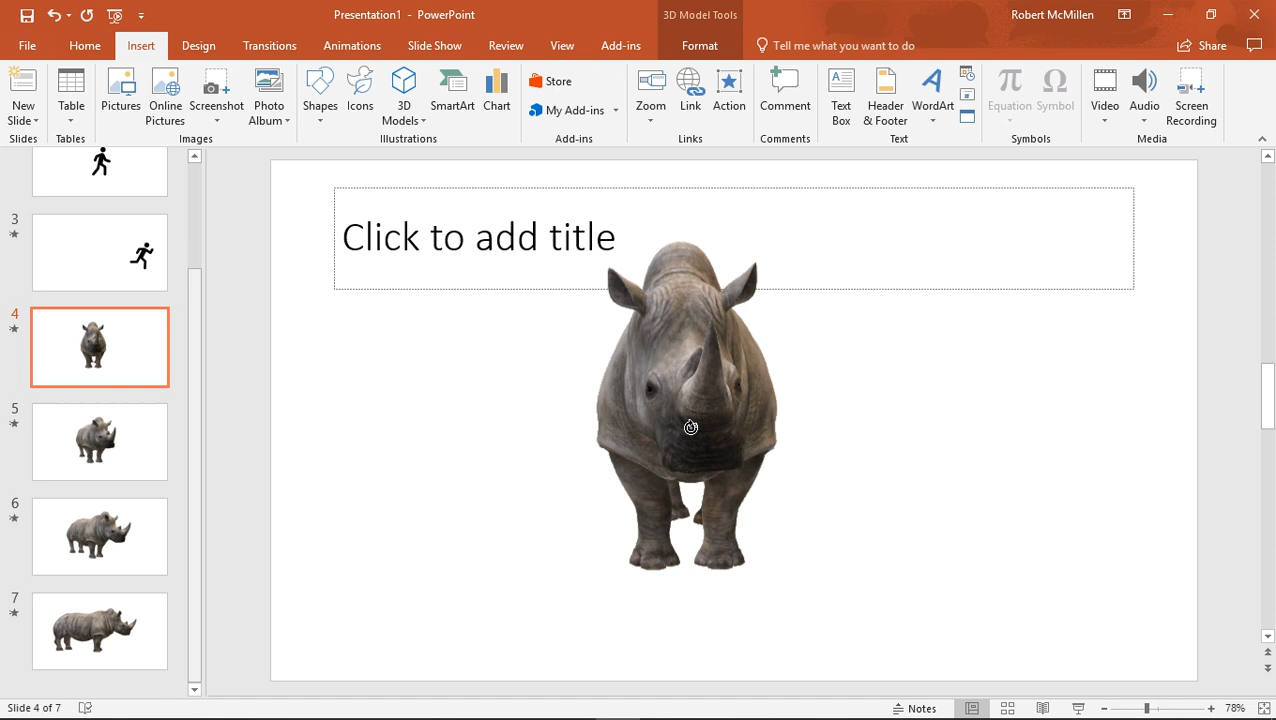 Presentation1 - PowerPoint
3D Model Tools
Robert McMillen
File
Home
Insert
Design
Transitions
Animations
Slide Show
Review
View
Add-ins
Format
Tell me what you want to do
Share
New
Slide
Table
Pictures
Online
Pictures
Screenshot
Photo
Album
Shapes
Icons
3D
Models
SmartArt
Chart
Store
My Add-ins
Zoom
Link
Action
Comment
Text
Box
Header
& Footer
WordArt
Equation
Symbol
Video
Audio
Screen
Recording
Slides
Tables
Images
Illustrations
Add-ins
Links
Comments
Text
Symbols
Media
3
4
5
6
7
Click to add title
Slide 4 of 7
Notes
78%